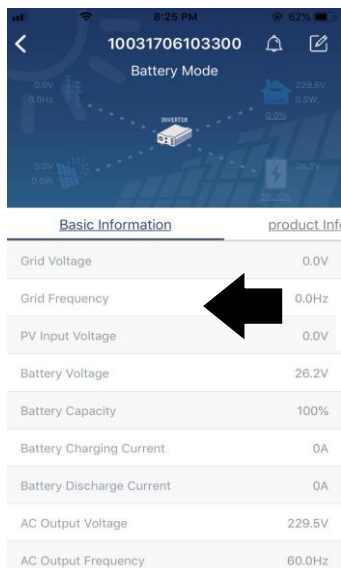 8:25 PM
62%
10031706103300
Battery Mode
0.0V
0.0Hz
229.5V
0.0W
0.0%
INVERTER
0.0V
0.0W
26.2V
100.0%
Basic Information
product Inf
Grid Voltage 0.0V
Grid Frequency 0.0Hz
PV Input Voltage 0.0V
Battery Voltage 26.2V
Battery Capacity 100%
Battery Charging Current 0A
Battery Discharge Current 0A
AC Output Voltage 229.5V
AC Output Frequency 60.0Hz